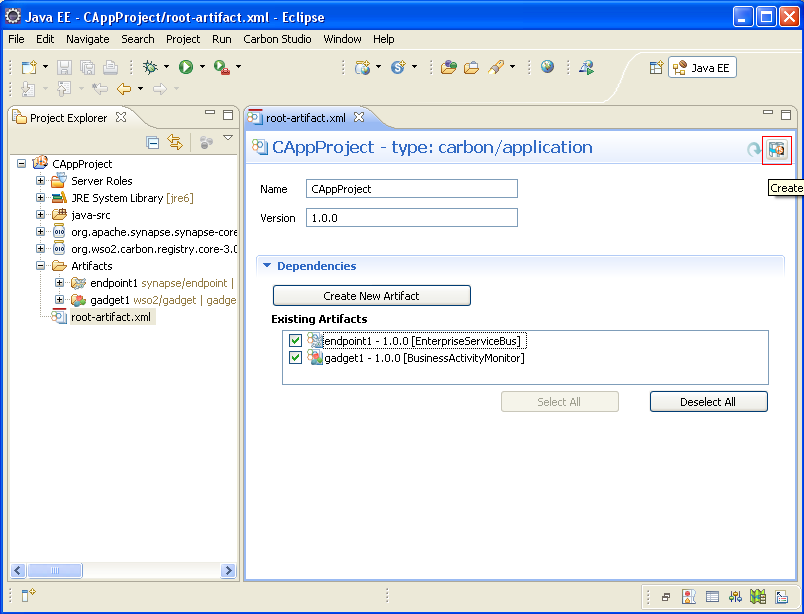 Java EE - CAppProject/root-artifact.xml - Eclipse
File Edit Navigate Search Project Run Carbon Studio Window Help
Java EE
Project Explorer
CAppProject
Server Roles
JRE System Library [jre6]
java-src
org.apache.synapse.synapse-core
org.wso2.carbon.registry.core-3.0
Artifacts
endpoint1 synapse/endpoint |
gadget1 wso2/gadget | gadge
root-artifact.xml
root-artifact.xml
CAppProject - type: carbon/application
Create
Name CAppProject
Version 1.0.0
Dependencies
Create New Artifact
Existing Artifacts
endpoint1 - 1.0.0 [EnterpriseServiceBus]
gadget1 - 1.0.0 [BusinessActivityMonitor]
Select All Deselect All